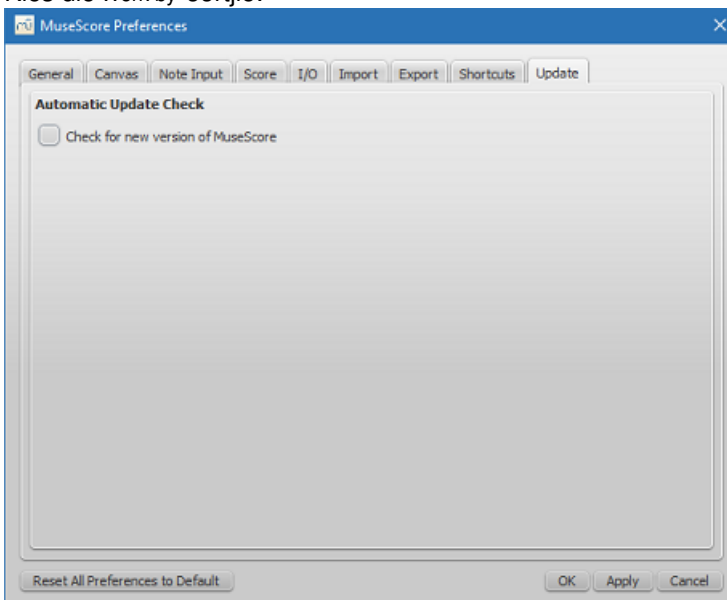 MuseScore Preferences
General Canvas Note Input Score I/O Import Export Shortcuts Update
Automatic Update Check
Check for new version of MuseScore
Reset All Preferences to Default OK Apply Cancel